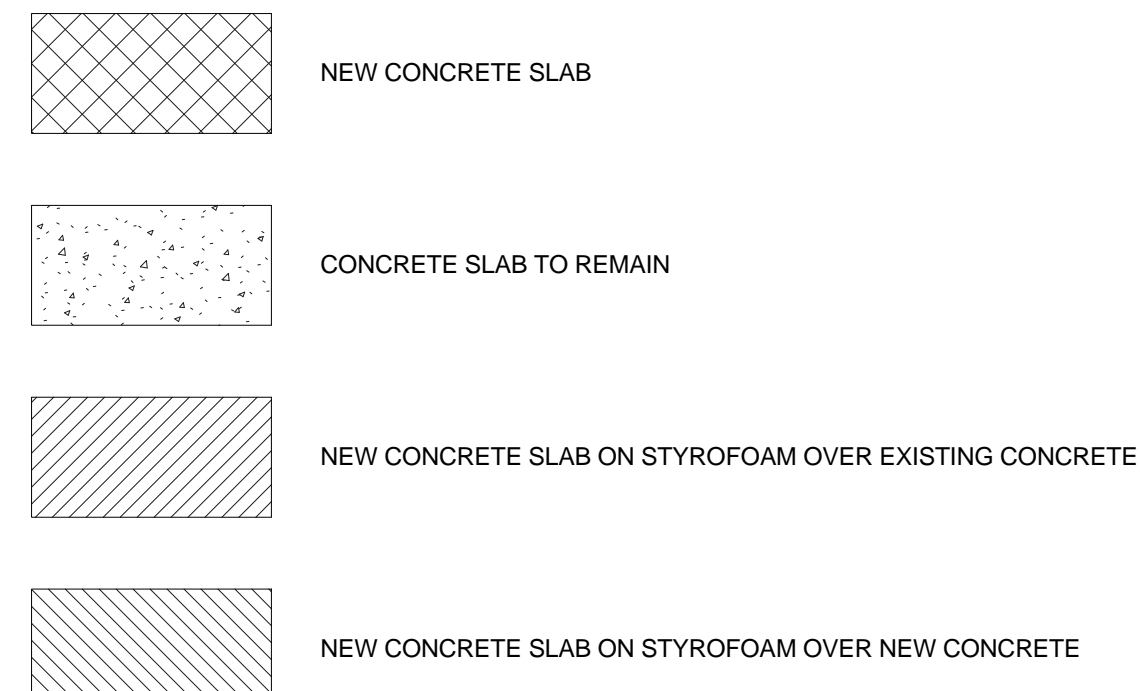 NEW CONCRETE SLAB
CONCRETE SLAB TO REMAIN
NEW CONCRETE SLAB ON STYROFOAM OVER EXISTING CONCRETE
NEW CONCRETE SLAB ON STYROFOAM OVER NEW CONCRETE